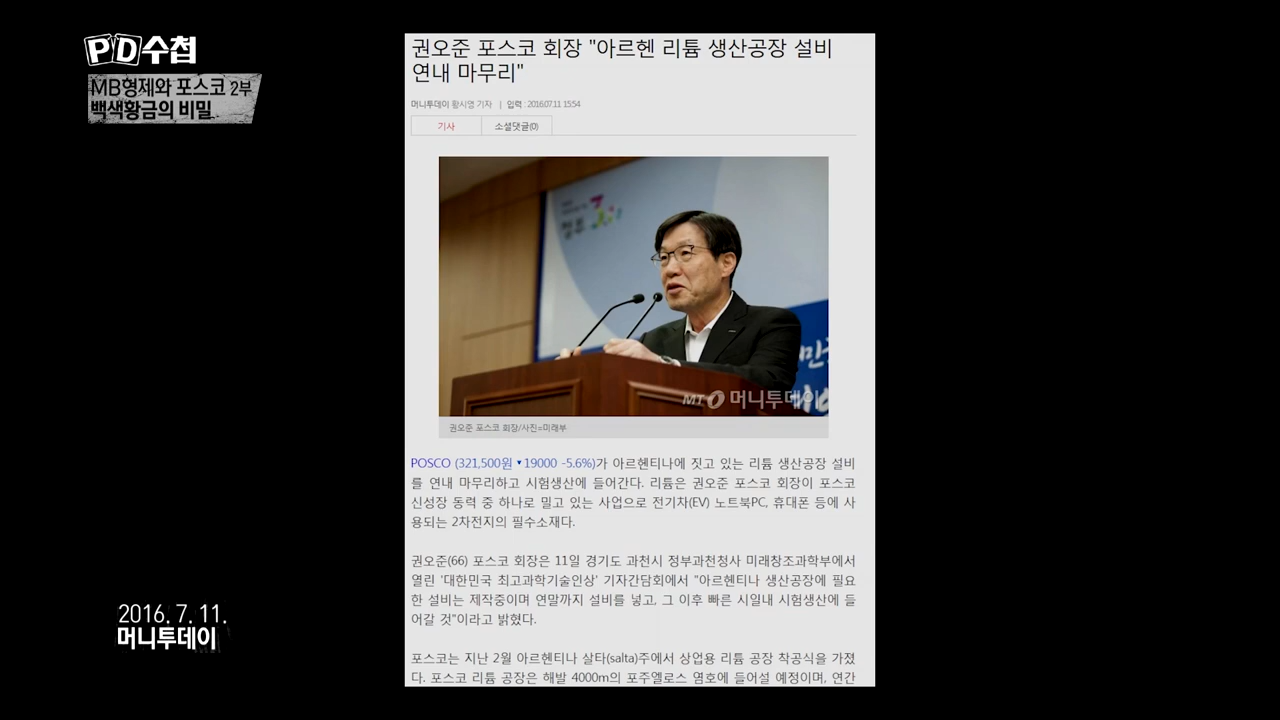 PD수첩
MB형제와 포스코 2부
백색황금의 비밀
권오준 포스코 회장 "아르헨 리튬 생산공장 설비
연내 마무리"
머니투데이 황시영 기자 | 입력 : 2016.07.11 15:54
기사 소셜댓글(0)
MT 머니투데이
권오준 포스코 회장/사진=미래부
POSCO (321,500원 ▼19000 -5.6%)가 아르헨티나에 짓고 있는 리튬 생산공장 설비
를 연내 마무리하고 시험생산에 들어간다. 리튬은 권오준 포스코 회장이 포스코
신성장 동력 중 하나로 밀고 있는 사업으로 전기차(EV) 노트북PC, 휴대폰 등에 사
용되는 2차전지의 필수소재다.
권오준(66) 포스코 회장은 11일 경기도 과천시 정부과천청사 미래창조과학부에서
열린 '대한민국 최고과학기술인상' 기자간담회에서 "아르헨티나 생산공장에 필요
한 설비는 제작중이며 연말까지 설비를 넣고, 그 이후 빠른 시일내 시험생산에 들
어갈 것"이라고 밝혔다.
포스코는 지난 2월 아르헨티나 살타(salta)주에서 상업용 리튬 공장 착공식을 가졌
다. 포스코 리튬 공장은 해발 4000m의 포주엘로스 염호에 들어설 예정이며, 연간
2016. 7. 11.
머니투데이